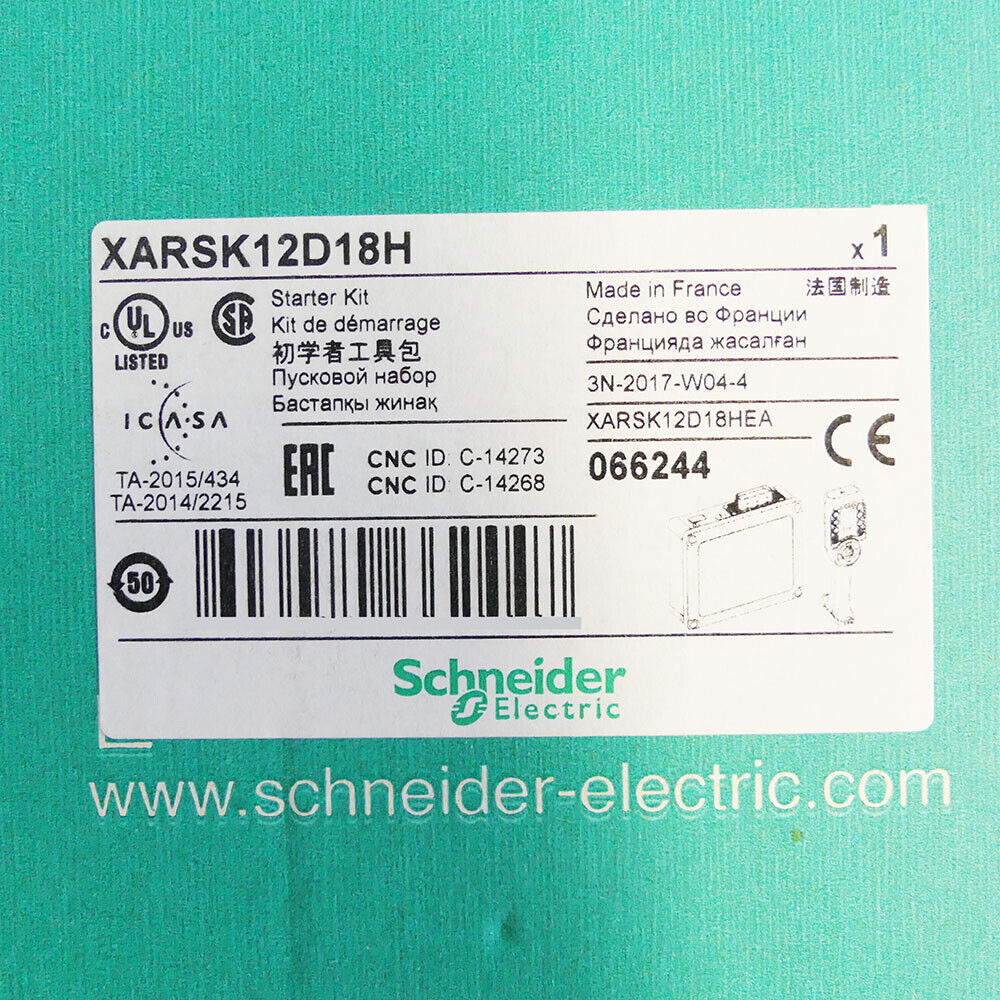 XARSK12D18H
x 1
C UL US
LISTED
SA
Starter Kit
Kit de démarrage
初学者工具包
Пусковой набор
Бастапқы жинақ
Made in France 法国制造
Сделано во Франции
Францияда жасалған
3N-2017-W04-4
XARSK12D18HEA
066244
CE
ICASA
TA-2015/434
TA-2014/2215
EAC
CNC ID: C-14273
CNC ID: C-14268
50
Schneider
Electric
www.schneider-electric.com